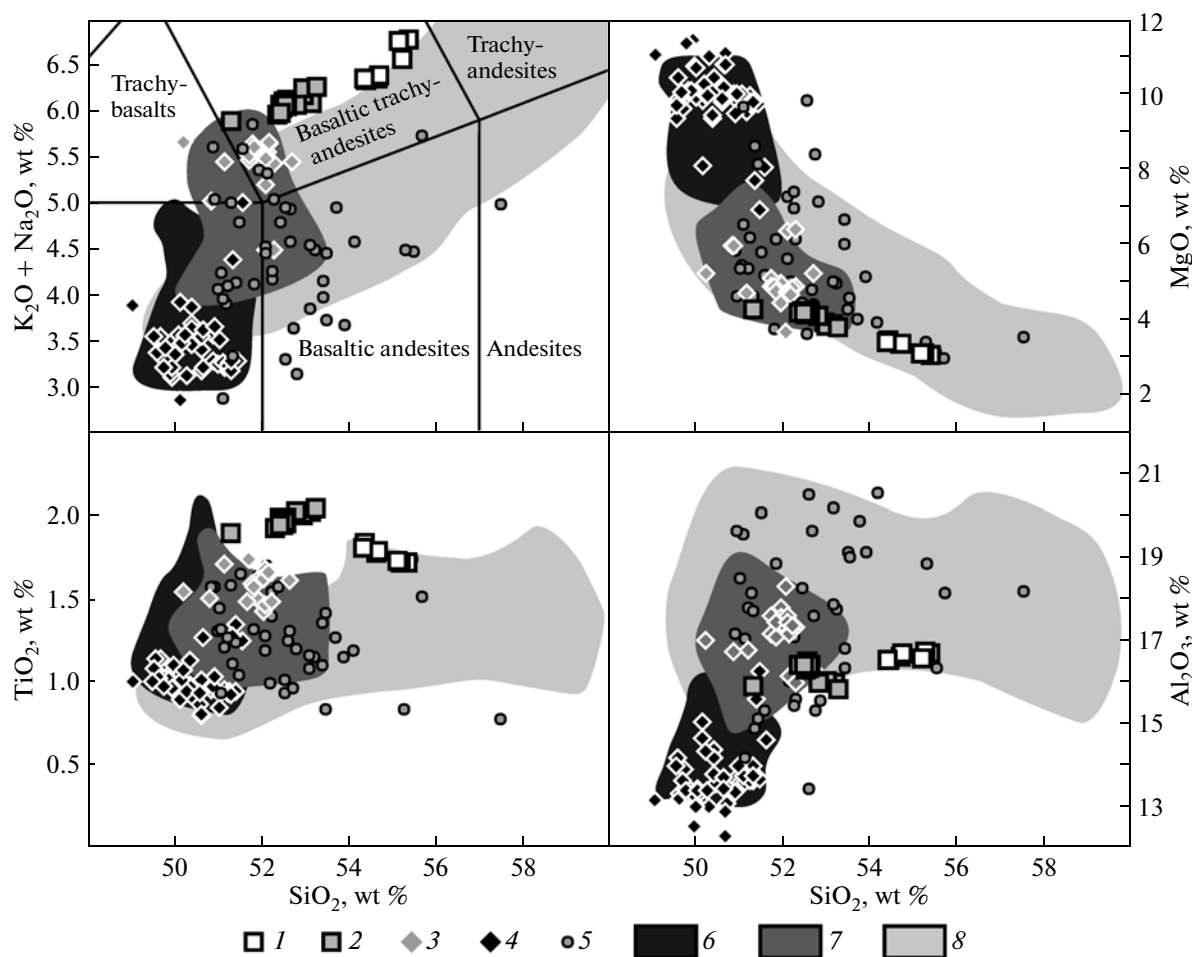 K₂O + Na₂O, wt %
6.5
6.0
5.5
5.0
4.5
4.0
3.5
3.0
Trachy-
basalts
Basaltic trachy-
andesites
Trachy-
andesites
Basaltic andesites
Andesites
12
10
8
6
4
2
MgO, wt %
TiO₂, wt %
2.0
1.5
1.0
0.5
21
19
17
15
13
Al₂O₃, wt %
50 52 54 56 58
50 52 54 56 58
SiO₂, wt % SiO₂, wt %
1 2 3 4 5 6 7 8